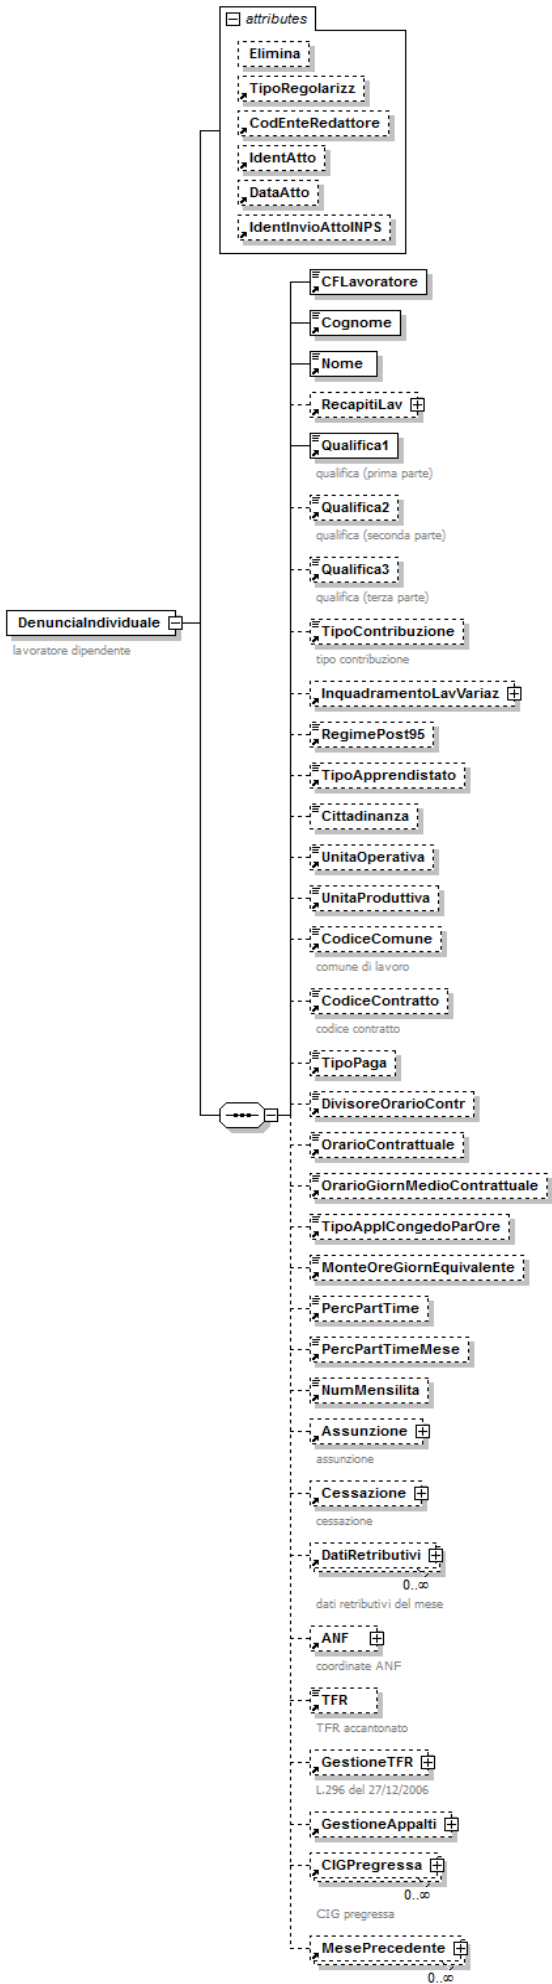 attributes
Elimina
TipoRegolarizz
CodEnteRedattore
IdentAtto
DataAtto
IdentInvioAttoINPS
CFLavoratore
Cognome
Nome
RecapitiLav
Qualifica1
qualifica (prima parte)
Qualifica2
qualifica (seconda parte)
Qualifica3
qualifica (terza parte)
DenunciaIndividuale
lavoratore dipendente
TipoContribuzione
tipo contribuzione
InquadramentoLavVariaz
RegimePost95
TipoApprendistato
Cittadinanza
UnitaOperativa
UnitaProduttiva
CodiceComune
comune di lavoro
CodiceContratto
codice contratto
TipoPaga
DivisoreOrarioContr
OrarioContrattuale
OrarioGiornMedioContrattuale
TipoApplCongedoParOre
MonteOreGiornEquivalente
PercPartTime
PercPartTimeMese
NumMensilita
Assunzione
assunzione
Cessazione
cessazione
DatiRetributivi
0..∞
dati retributivi del mese
ANF
coordinate ANF
TFR
TFR accantonato
GestioneTFR
L.296 del 27/12/2006
GestioneAppalti
CIGPregressa
0..∞
CIG pregressa
MesePrecedente
0..∞